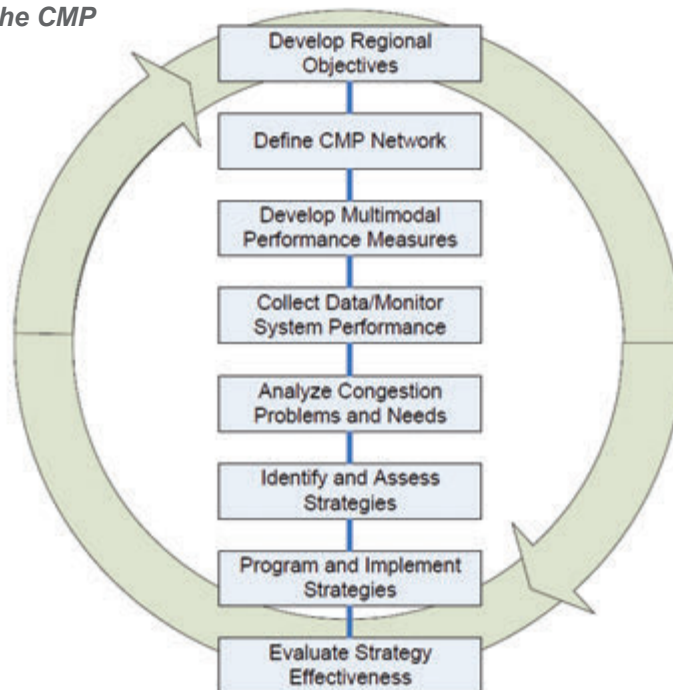 he CMP
Develop Regional
Objectives
Define CMP Network
Develop Multimodal
Performance Measures
Collect Data/Monitor
System Performance
Analyze Congestion
Problems and Needs
Identify and Assess
Strategies
Program and Implement
Strategies
Evaluate Strategy
Effectiveness